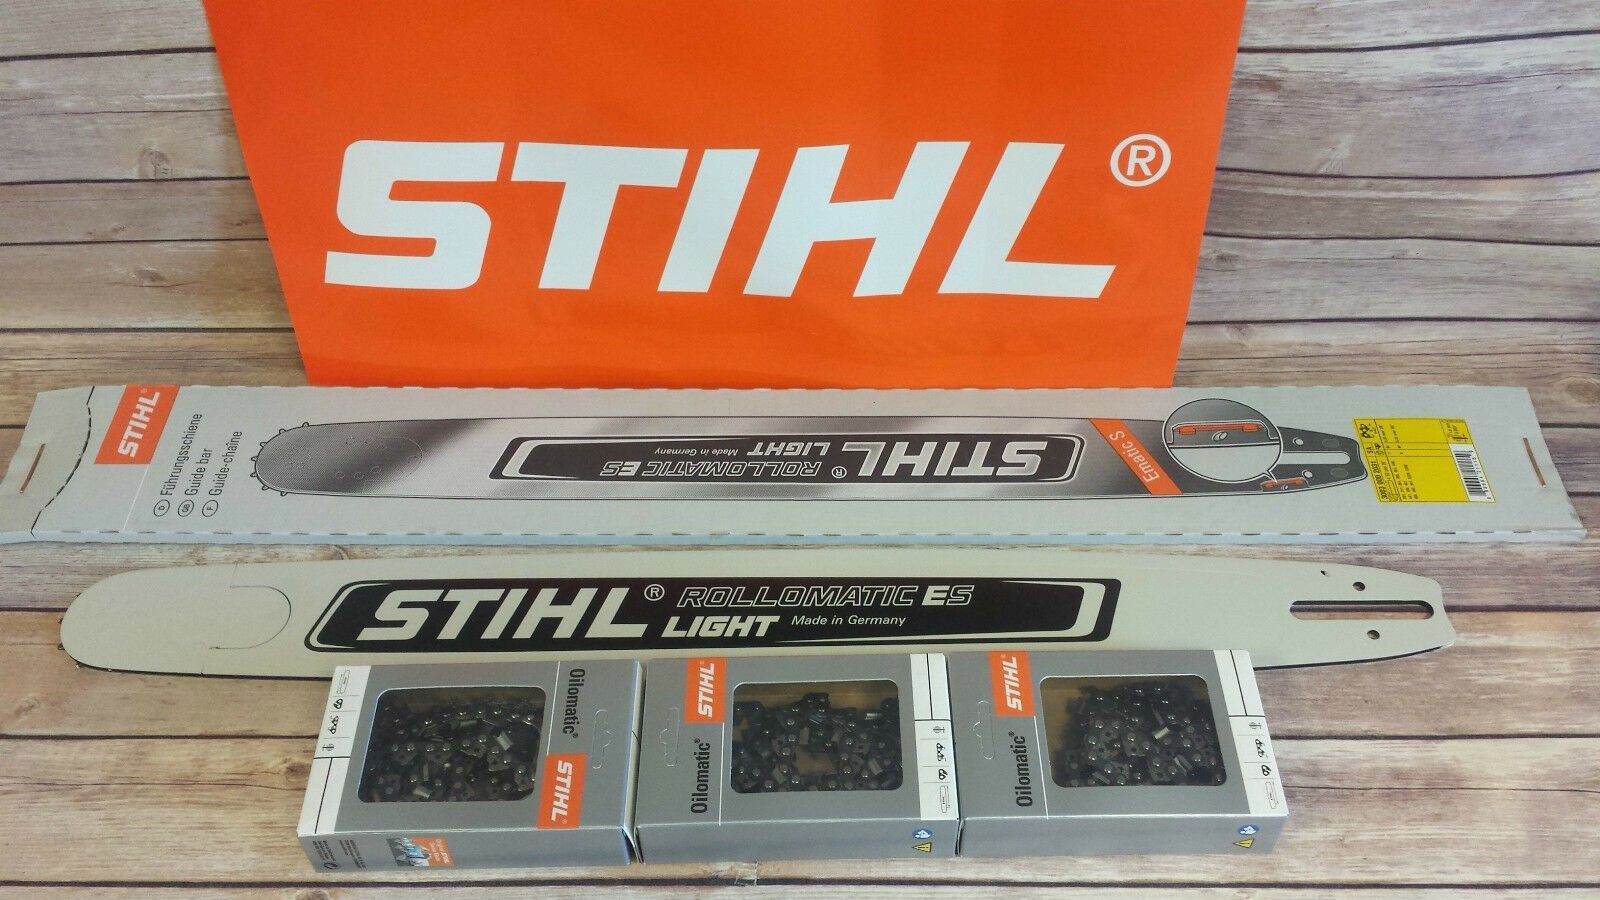 STIHL®
STIHL®
D Führungsschiene
GB Guide bar
F Guide-chaîne
STIHL®
ROLLOMATIC ES
LIGHT
Made in Germany
Ematic S
STIHL® ROLLOMATIC ES
LIGHT Made in Germany
Oilomatic®
STIHL®
STIHL®
Oilomatic®
STIHL®
Oilomatic®